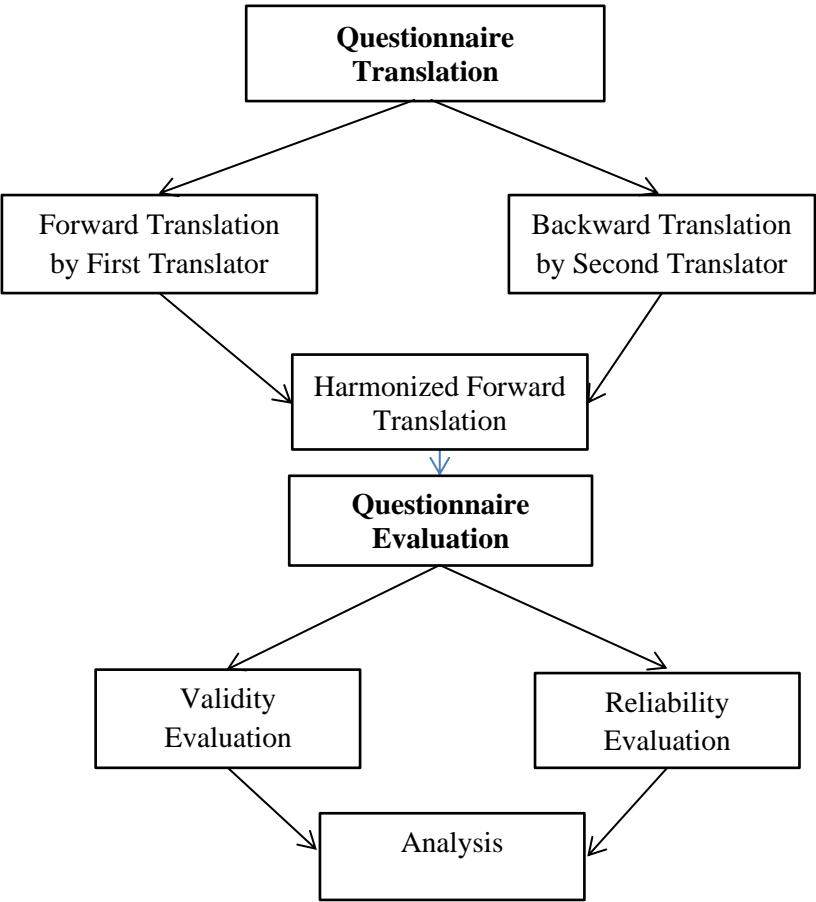 Questionnaire
Translation
Forward Translation
by First Translator
Backward Translation
by Second Translator
Harmonized Forward
Translation
Questionnaire
Evaluation
Validity
Evaluation
Reliability
Evaluation
Analysis